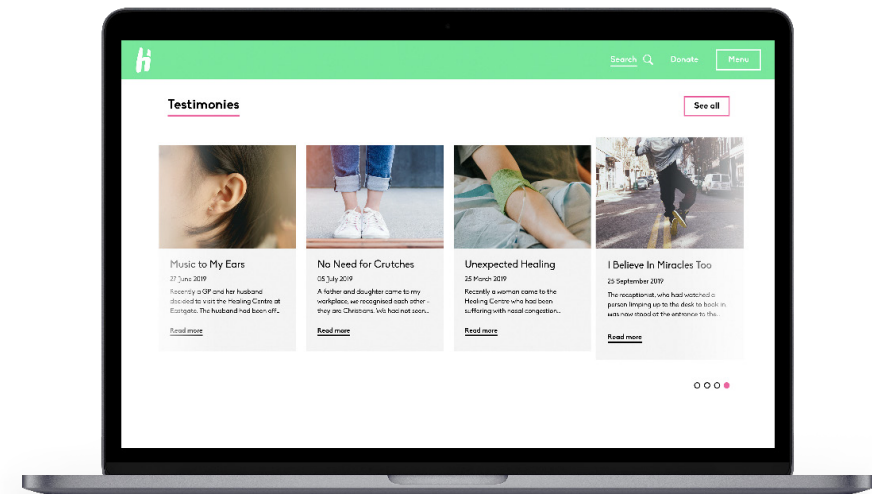 hi
Search
Donate
Menu
Testimonies
See all
Music to My Ears
27 June 2019
Recently a GP and her husband
decided to visit the Healing Centre at
Eastgate. The husband had been off...
Read more
No Need for Crutches
05 July 2019
A father and daughter came to my
workplace, we recognised each other -
they are Christians. We had not seen...
Read more
Unexpected Healing
25 March 2019
Recently a woman came to the
Healing Centre who had been
suffering with nasal congestion...
Read more
I Believe In Miracles Too
25 September 2019
The receptionist, who had watched a
person limping up to the desk to book in
was now stood at the entrance to the...
Read more